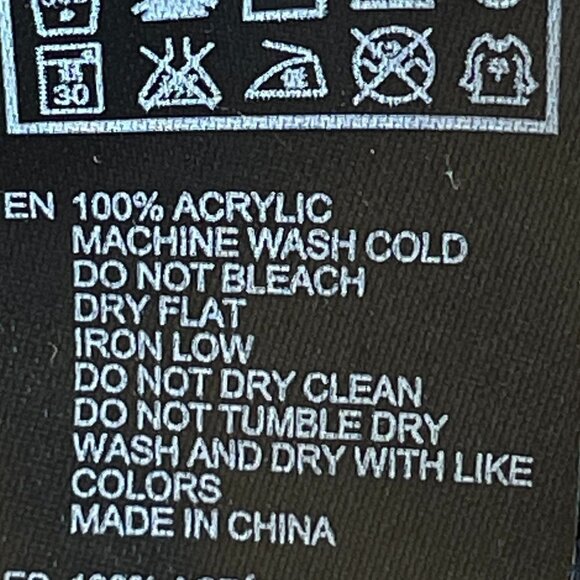 30
EN 100% ACRYLIC
MACHINE WASH COLD
DO NOT BLEACH
DRY FLAT
IRON LOW
DO NOT DRY CLEAN
DO NOT TUMBLE DRY
WASH AND DRY WITH LIKE
COLORS
MADE IN CHINA